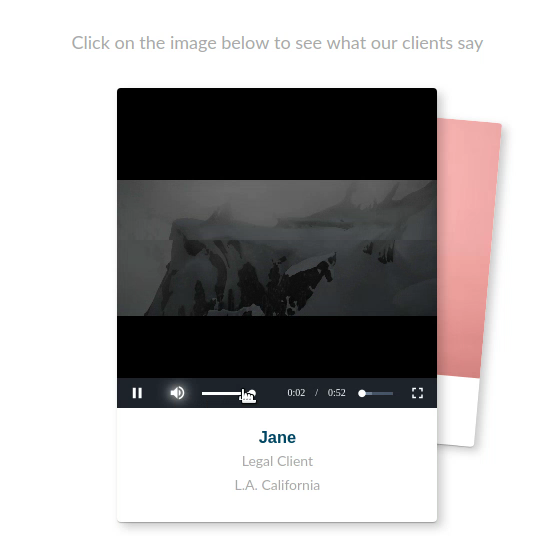 Click on the image below to see what our clients say
0:02 / 0:52
Jane
Legal Client
L.A. California